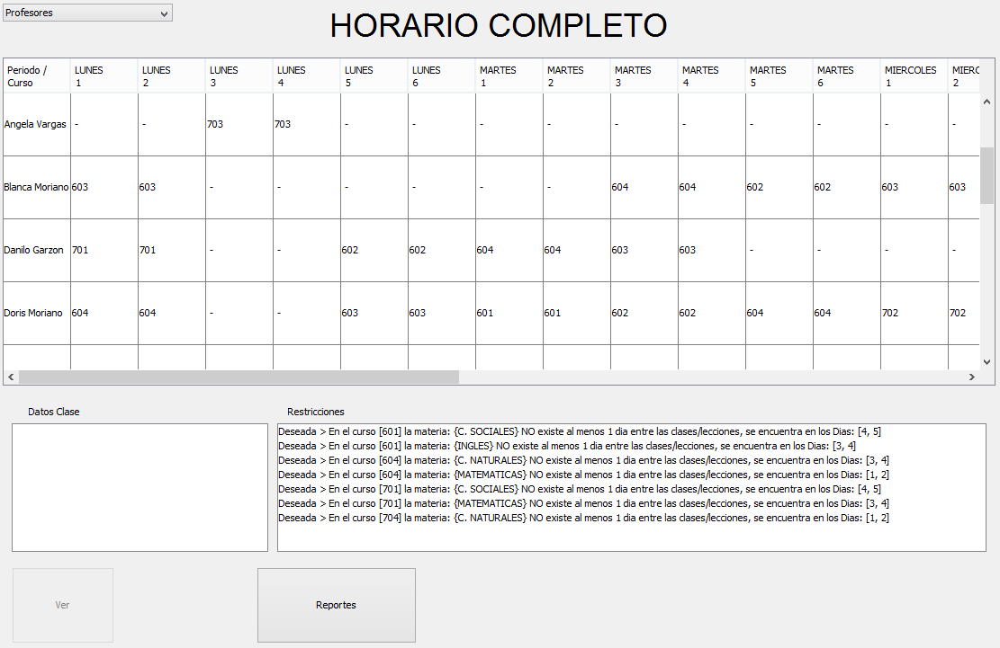 Profesores
HORARIO COMPLETO
Periodo / Curso LUNES 1 LUNES 2 LUNES 3 LUNES 4 LUNES 5 LUNES 6 MARTES 1 MARTES 2 MARTES 3 MARTES 4 MARTES 5 MARTES 6 MIERCOLES 1 MIERC 2
Angela Vargas - - 703 703 - - - - - - - - - -
Blanca Moriano 603 603 - - - - - - 604 604 602 602 603 603
Danilo Garzon 701 701 - - 602 602 604 604 603 603 - - - -
Doris Moriano 604 604 - - 603 603 601 601 602 602 604 604 702 702
Datos Clase
Restricciones
Deseada > En el curso [601] la materia: {C. SOCIALES} NO existe al menos 1 dia entre las clases/lecciones, se encuentra en los Dias: [4, 5]
Deseada > En el curso [601] la materia: {INGLES} NO existe al menos 1 dia entre las clases/lecciones, se encuentra en los Dias: [3, 4]
Deseada > En el curso [604] la materia: {C. NATURALES} NO existe al menos 1 dia entre las clases/lecciones, se encuentra en los Dias: [3, 4]
Deseada > En el curso [604] la materia: {MATEMATICAS} NO existe al menos 1 dia entre las clases/lecciones, se encuentra en los Dias: [1, 2]
Deseada > En el curso [701] la materia: {C. SOCIALES} NO existe al menos 1 dia entre las clases/lecciones, se encuentra en los Dias: [4, 5]
Deseada > En el curso [701] la materia: {MATEMATICAS} NO existe al menos 1 dia entre las clases/lecciones, se encuentra en los Dias: [3, 4]
Deseada > En el curso [704] la materia: {C. NATURALES} NO existe al menos 1 dia entre las clases/lecciones, se encuentra en los Dias: [1, 2]
Ver
Reportes